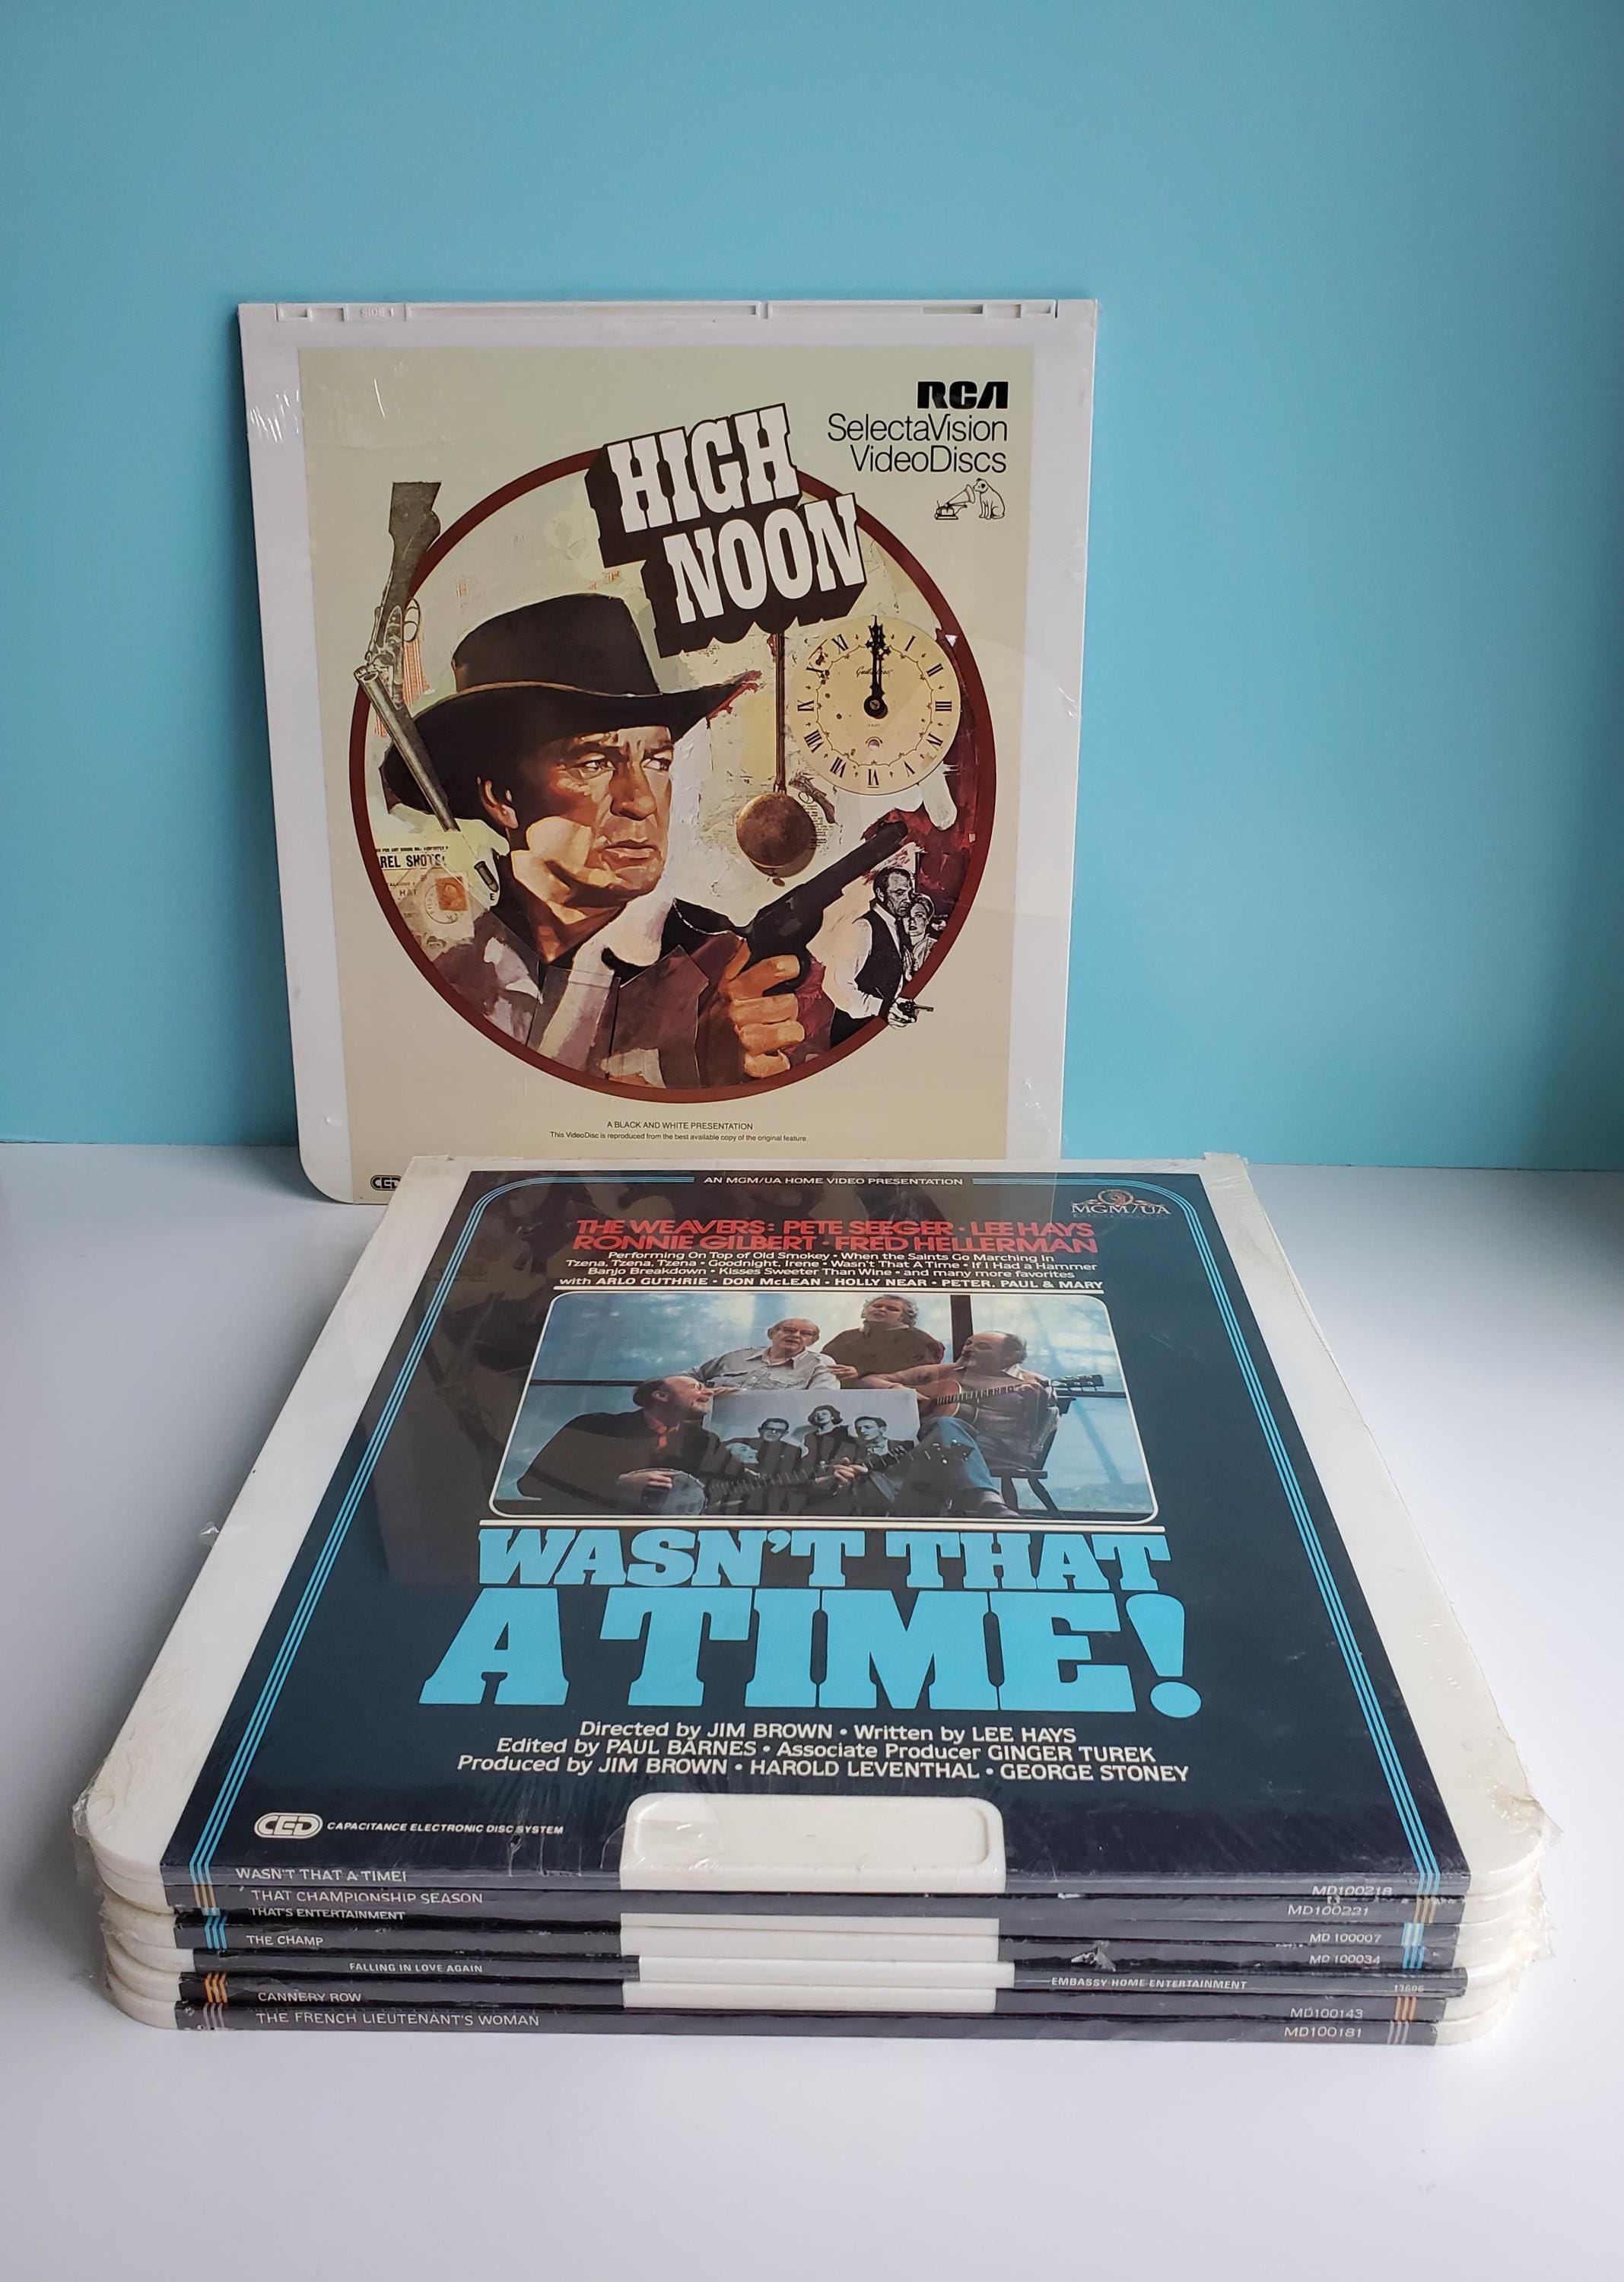 SIDE 1
RCA
SelectaVision
VideoDiscs
HIGH
NOON
REL SHOTS
HAT
E
A BLACK AND WHITE PRESENTATION
This VideoDisc is reproduced from the best available copy of the original feature.
CED
AN MGM/UA HOME VIDEO PRESENTATION
MGM/UA
THE WEAVERS: PETE SEEGER • LEE HAYS
RONNIE GILBERT • FRED HELLERMAN
Performing On Top of Old Smokey • When the Saints Go Marching In
Tzena, Tzena, Tzena • Goodnight, Irene • Wasn't That A Time • If I Had a Hammer
Banjo Breakdown • Kisses Sweeter Than Wine • and many more favorites
with ARLO GUTHRIE • DON McLEAN • HOLLY NEAR • PETER, PAUL & MARY
WASN'T THAT
A TIME!
Directed by JIM BROWN • Written by LEE HAYS
Edited by PAUL BARNES • Associate Producer GINGER TUREK
Produced by JIM BROWN • HAROLD LEVENTHAL • GEORGE STONEY
CED CAPACITANCE ELECTRONIC DISC SYSTEM
WASN'T THAT A TIME! MD100218
THAT CHAMPIONSHIP SEASON MD100221
THAT'S ENTERTAINMENT MD 100007
THE CHAMP MD 100034
FALLING IN LOVE AGAIN EMBASSY HOME ENTERTAINMENT 13606
CANNERY ROW MD100143
THE FRENCH LIEUTENANT'S WOMAN MD100181